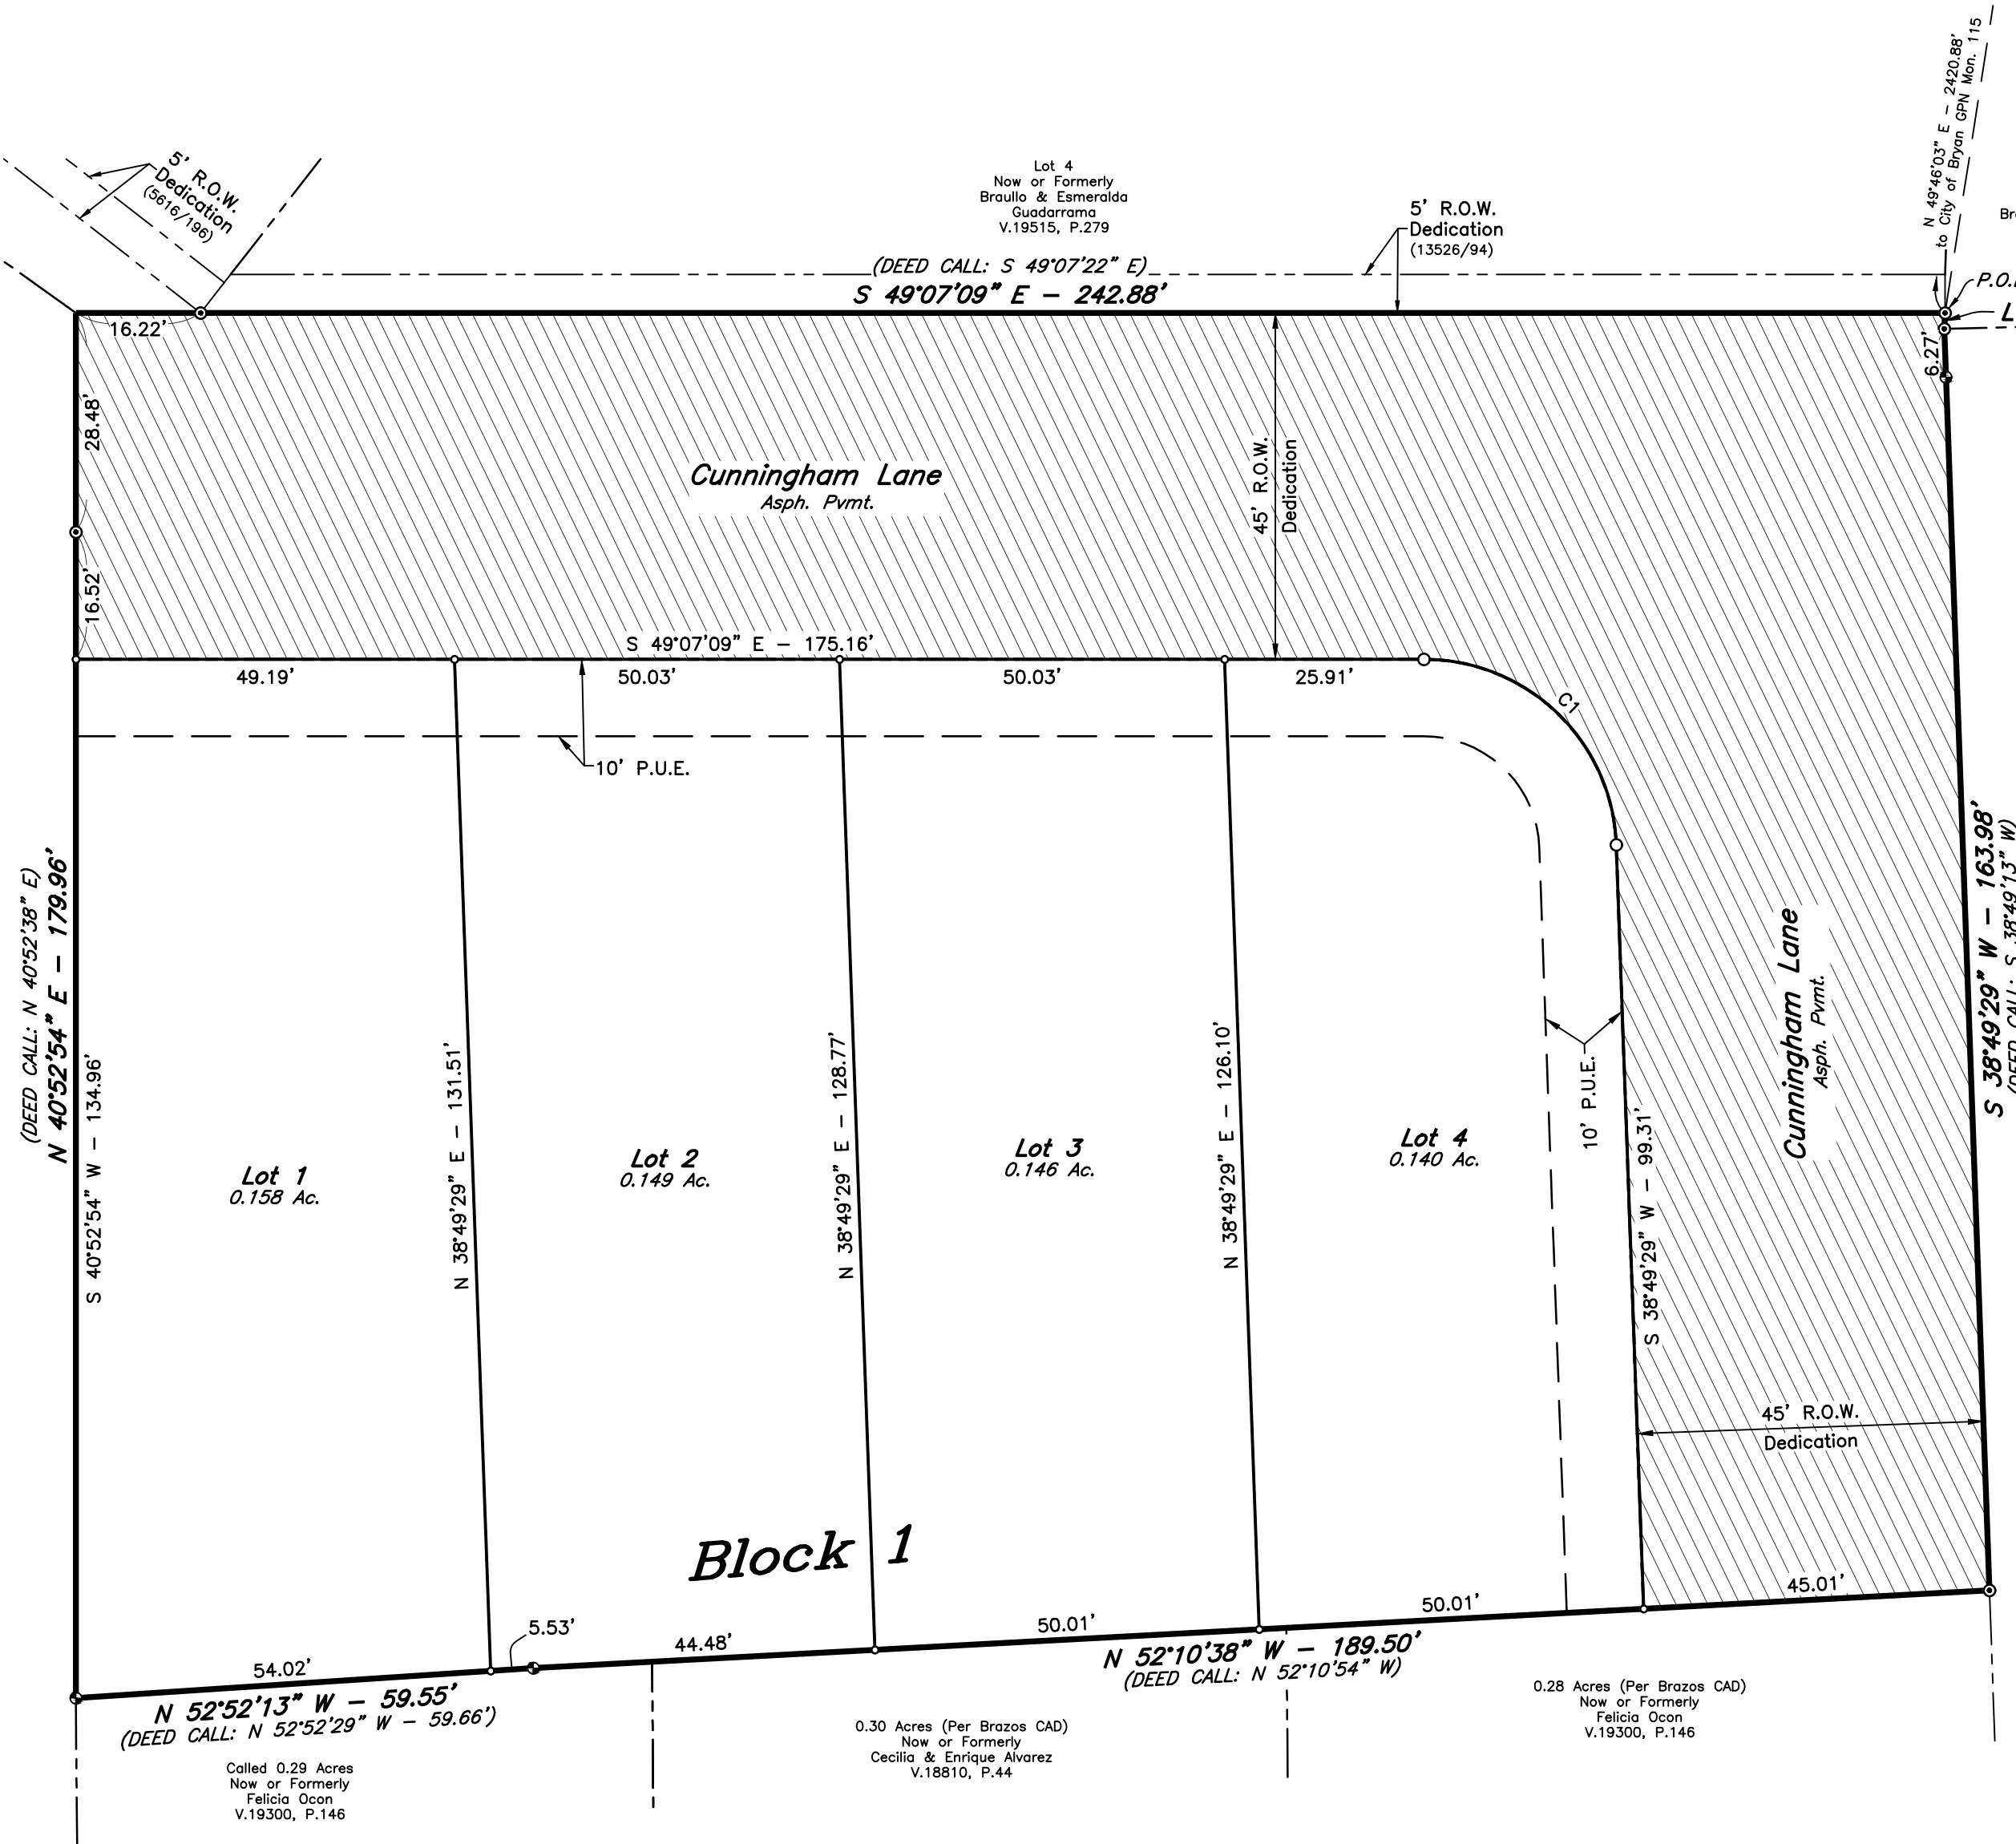 N 49°46'03" E - 2420.88'
to City of Bryan GPN Mon. 115
5' R.O.W.
Dedication
(5616/196)
Lot 4
Now or Formerly
Braullo & Esmeralda
Guadarrama
V.19515, P.279
5' R.O.W.
Dedication
(13526/94)
(DEED CALL: S 49°07'22" E)
S 49°07'09" E - 242.88'
16.22'
6.27'
28.48'
Cunningham Lane
Asph. Pvmt.
45' R.O.W.
Dedication
16.52'
S 49°07'09" E - 175.16'
49.19'
50.03'
50.03'
25.91'
C1
10' P.U.E.
(DEED CALL: N 40°52'38" E)
N 40°52'54" E - 179.96'
S 40°52'54" W - 134.96'
N 38°49'29" E - 131.51'
N 38°49'29" E - 128.77'
N 38°49'29" E - 126.10'
10' P.U.E.
S 38°49'29" W - 99.31'
Cunningham Lane
Asph. Pvmt.
S 38°49'29" W - 163.98'
(DEED CALL: S 38°49'13" W)
Lot 1
0.158 Ac.
Lot 2
0.149 Ac.
Lot 3
0.146 Ac.
Lot 4
0.140 Ac.
45' R.O.W.
Dedication
Block 1
54.02'
5.53'
44.48'
50.01'
50.01'
45.01'
N 52°52'13" W - 59.55'
(DEED CALL: N 52°52'29" W - 59.66')
N 52°10'38" W - 189.50'
(DEED CALL: N 52°10'54" W)
Called 0.29 Acres
Now or Formerly
Felicia Ocon
V.19300, P.146
0.30 Acres (Per Brazos CAD)
Now or Formerly
Cecilia & Enrique Alvarez
V.18810, P.44
0.28 Acres (Per Brazos CAD)
Now or Formerly
Felicia Ocon
V.19300, P.146